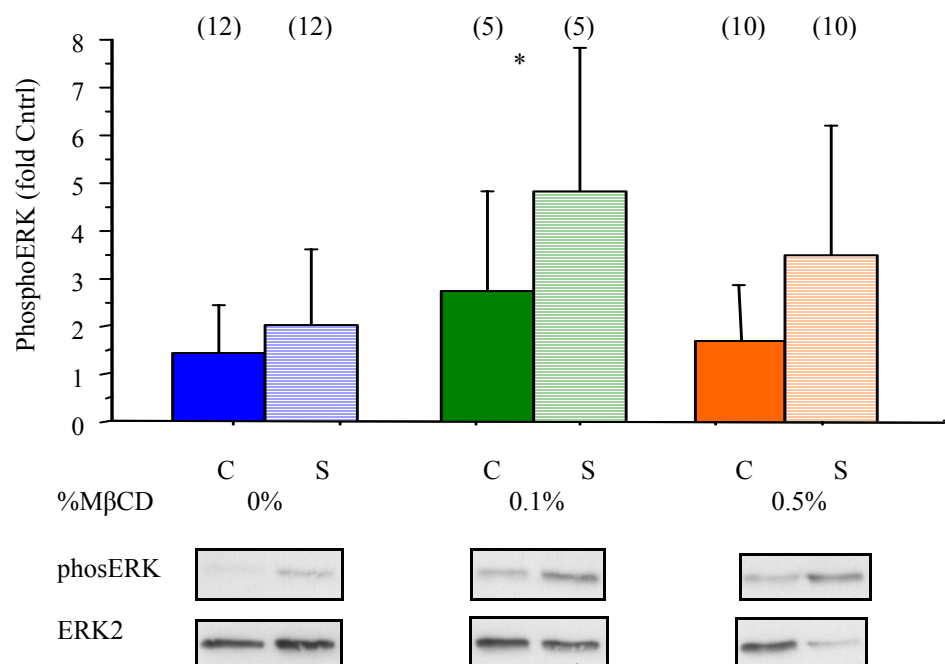 (12) (12) (5) (5) (10) (10)
*
PhosphoERK (fold Cntrl)
8
7
6
5
4
3
2
1
0
C S C S C S
%MβCD 0% 0.1% 0.5%
phosERK
ERK2